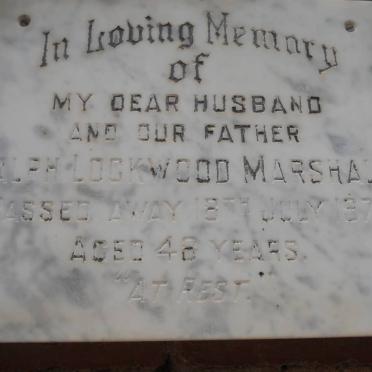 In Loving Memory
of
MY DEAR HUSBAND
AND OUR FATHER
ALPH LOCKWOOD MARSHAL
ASSED AWAY 18TH JULY 197
AGED 48 YEARS.
"AT REST."